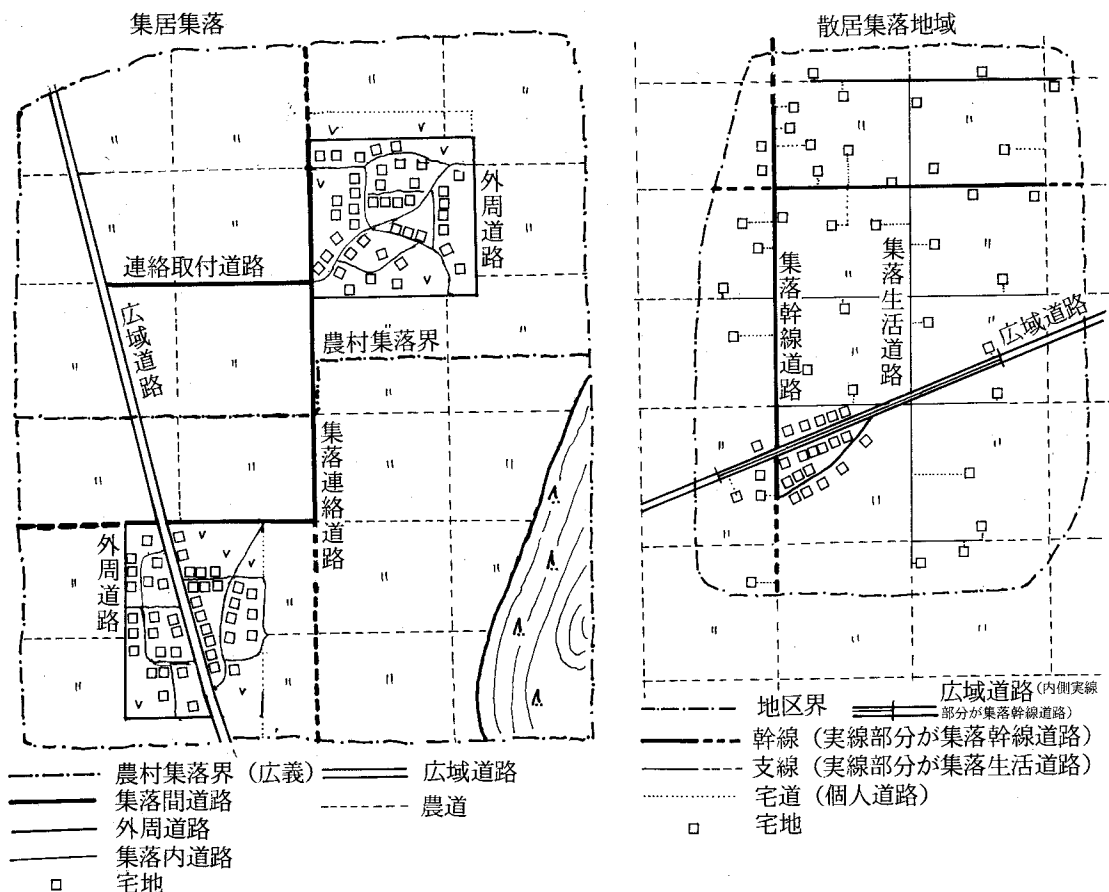 集居集落
外周道路
連絡取付道路
広域道路
農村集落界
集落連絡道路
外周道路
農村集落界（広義）
集落間道路
外周道路
集落内道路
宅地
広域道路
農道
散居集落地域
集落幹線道路
集落生活道路
広域道路
地区界
広域道路（内側実線
部分が集落幹線道路）
幹線（実線部分が集落幹線道路）
支線（実線部分が集落生活道路）
宅道（個人道路）
宅地